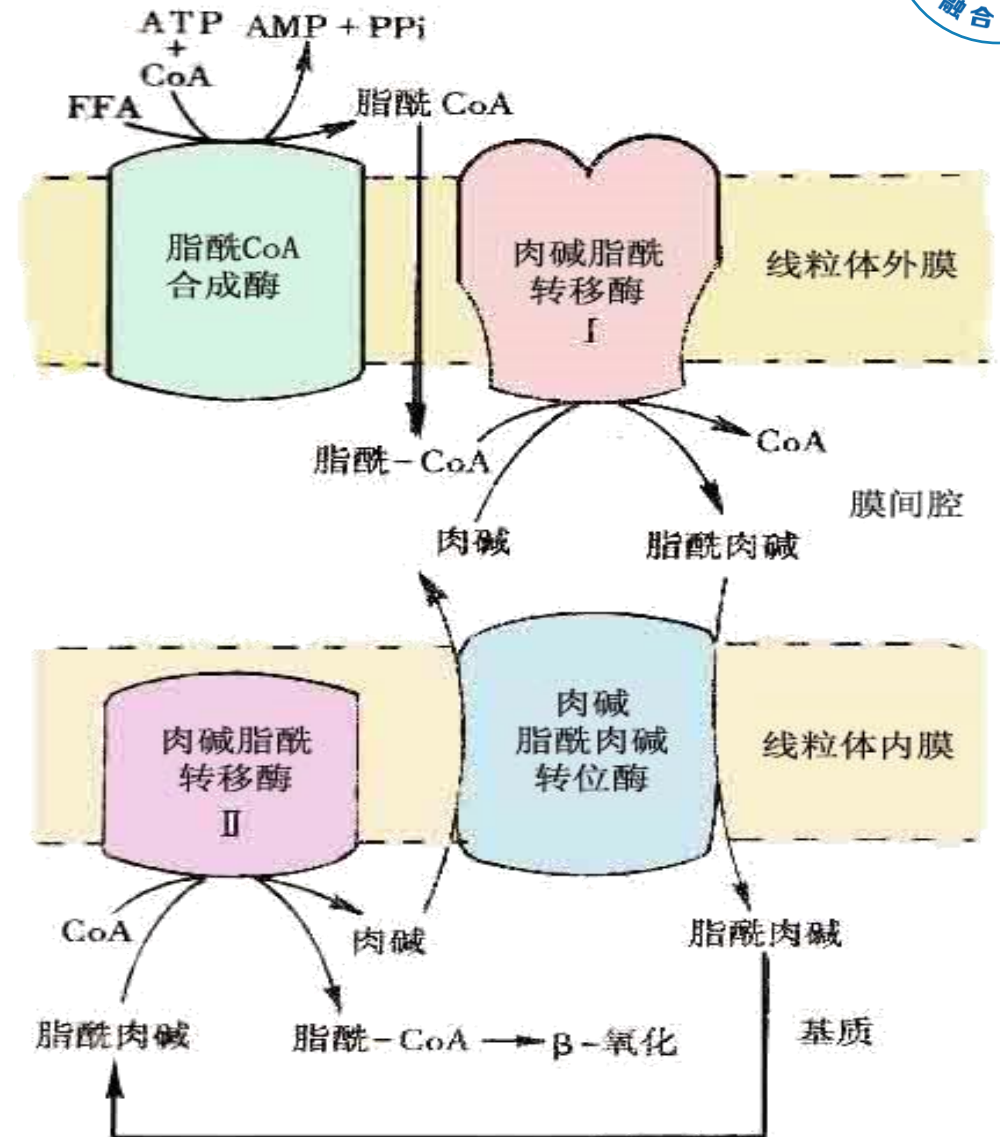 融合
ATP AMP + PPi
+
CoA
FFA
脂酰 CoA
脂酰CoA
合成酶
肉碱脂酰
转移酶
Ⅰ
线粒体外膜
脂酰-CoA
CoA
膜间腔
肉碱
脂酰肉碱
肉碱脂酰
转移酶
Ⅱ
肉碱
脂酰肉碱
转位酶
线粒体内膜
CoA
肉碱
脂酰肉碱
脂酰肉碱
脂酰-CoA → β-氧化
基质